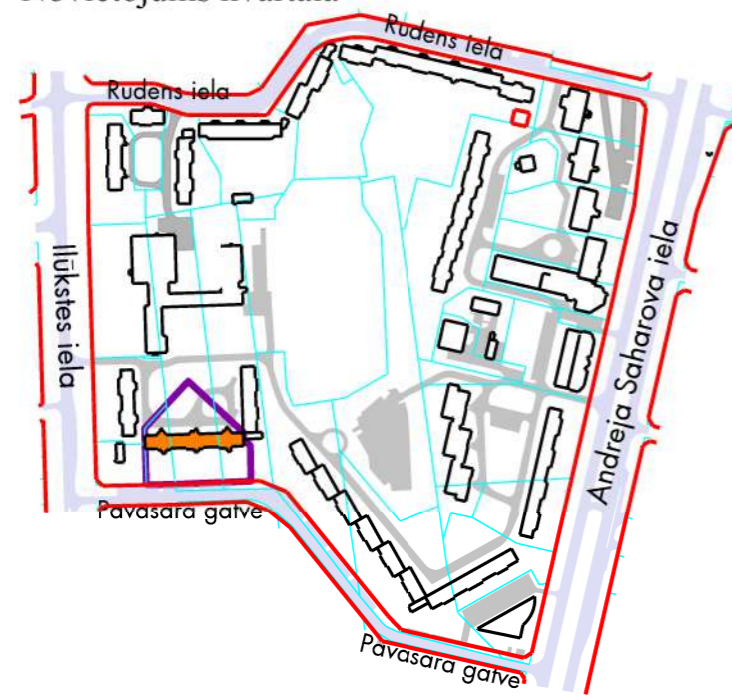 Rudens iela
Rudens iela
Ilūkstes iela
Andreja Saharova iela
Pavasara gatve
Pavasara gatve